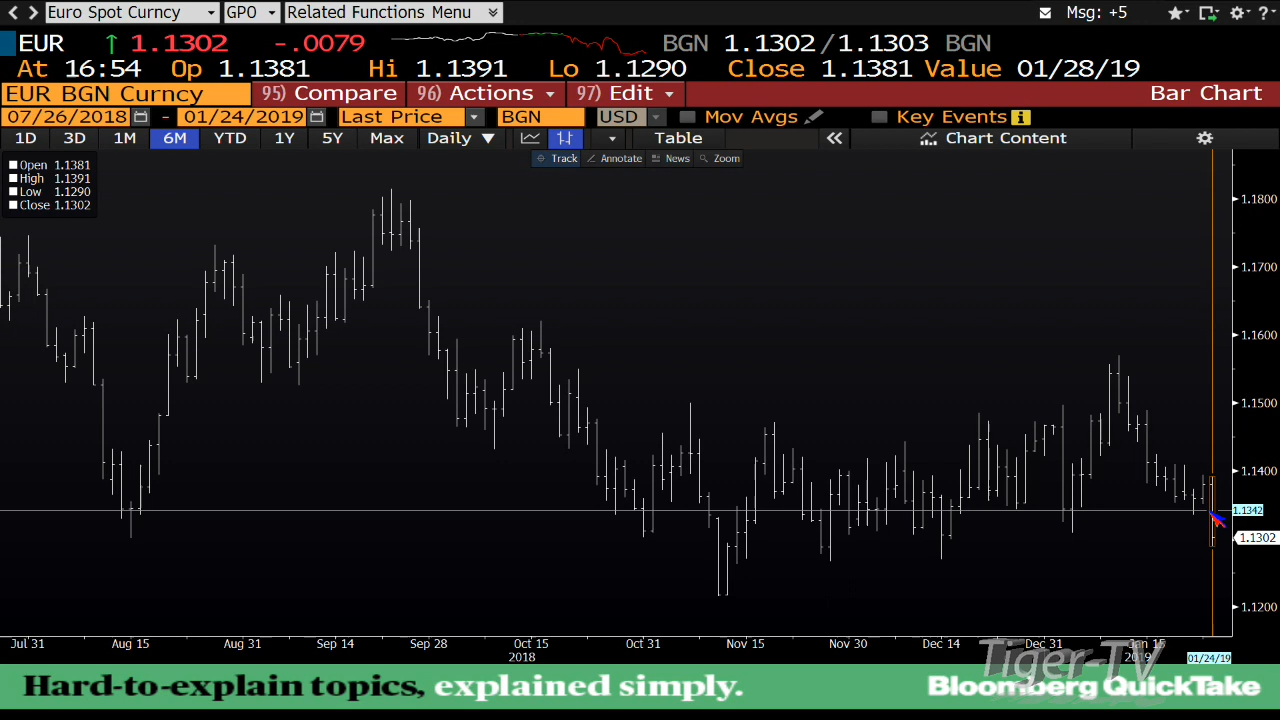 Euro Spot Curncy GPO Related Functions Menu Msg: +5 ?
EUR ↑ 1.1302 -.0079 BGN 1.1302/1.1303 BGN
At 16:54 Op 1.1381 Hi 1.1391 Lo 1.1290 Close 1.1381 Value 01/28/19
EUR BGN Curncy 95) Compare 96) Actions 97) Edit Bar Chart
07/26/2018 - 01/24/2019 Last Price BGN USD Mov Avgs Key Events i
1D 3D 1M 6M YTD 1Y 5Y Max Daily ▼ Table « Chart Content
Track Annotate News Zoom
Open 1.1381
High 1.1391
Low 1.1290
Close 1.1302
1.1800
1.1700
1.1600
1.1500
1.1400
1.1342
1.1302
1.1200
Jul 31 Aug 15 Aug 31 Sep 14 Sep 28 Oct 15 Oct 31 Nov 15 Nov 30 Dec 14 Dec 31 Jan 15
2018 2019 01/24/19
Tiger-TV
Hard-to-explain topics, explained simply. Bloomberg QuickTake